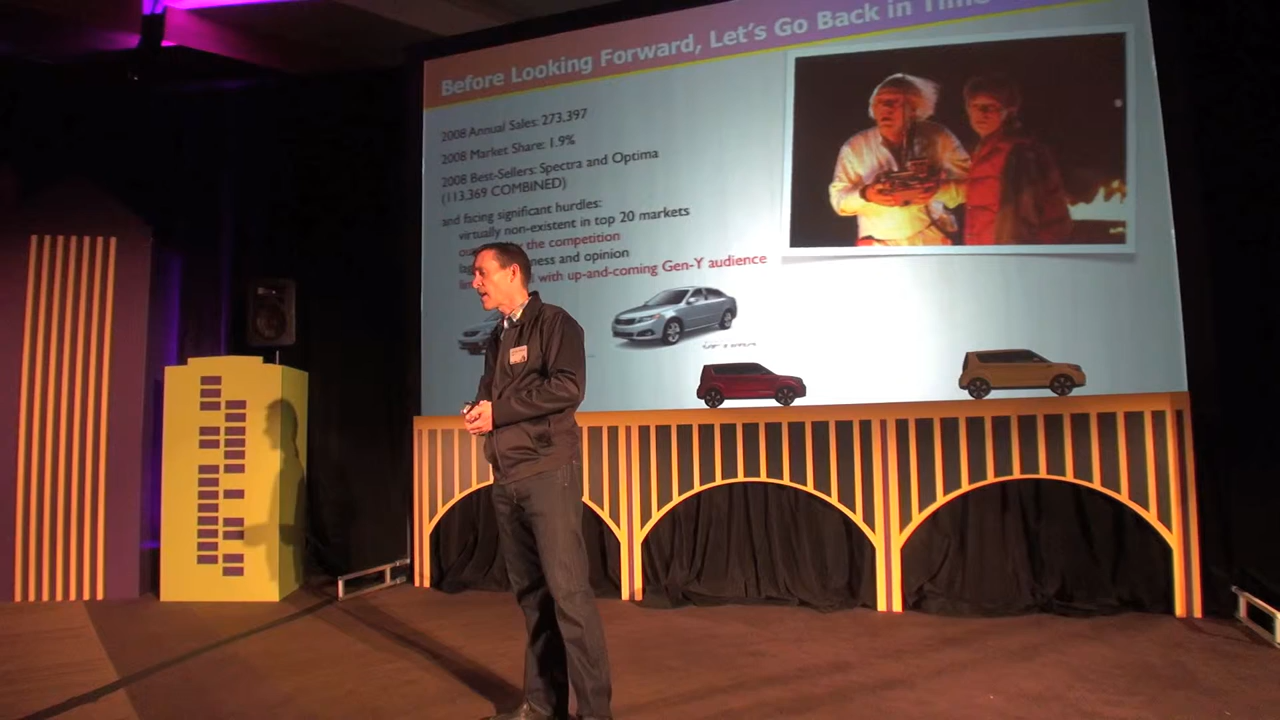 Before Looking Forward, Let's Go Back in Time
2008 Annual Sales: 273,397
2008 Market Share: 1.9%
2008 Best-Sellers: Spectra and Optima
(113,369 COMBINED)
and facing significant hurdles:
virtually non-existent in top 20 markets
the competition
and opinion
with up-and-coming Gen-Y audience
OPTIMA